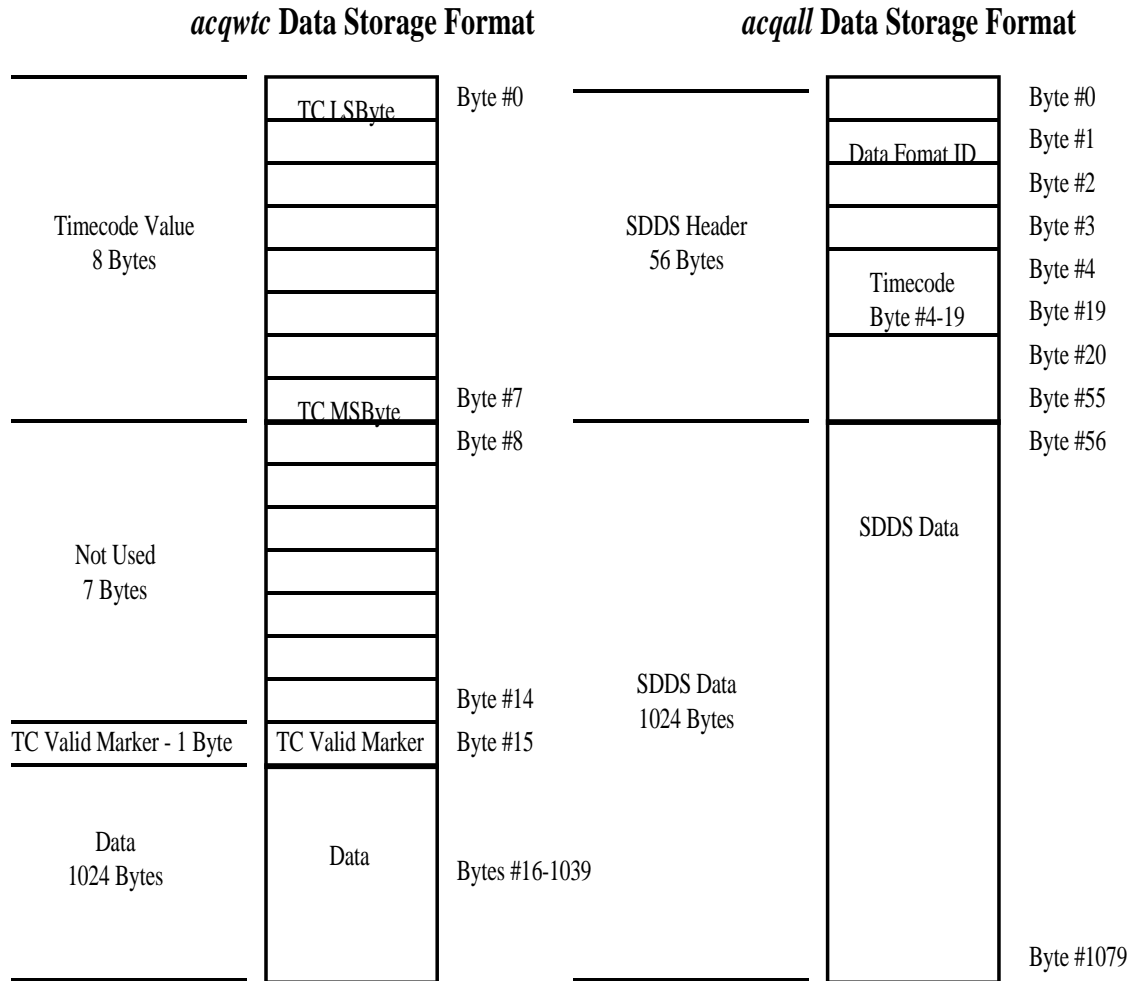 acqwtc Data Storage Format
acqall Data Storage Format
Timecode Value
8 Bytes
Not Used
7 Bytes
TC Valid Marker - 1 Byte
Data
1024 Bytes
TC LSByte
TC MSByte
TC Valid Marker
Data
Byte #0
Byte #7
Byte #8
Byte #14
Byte #15
Bytes #16-1039
SDDS Header
56 Bytes
SDDS Data
1024 Bytes
Data Fomat ID
Timecode
Byte #4-19
SDDS Data
Byte #0
Byte #1
Byte #2
Byte #3
Byte #4
Byte #19
Byte #20
Byte #55
Byte #56
Byte #1079